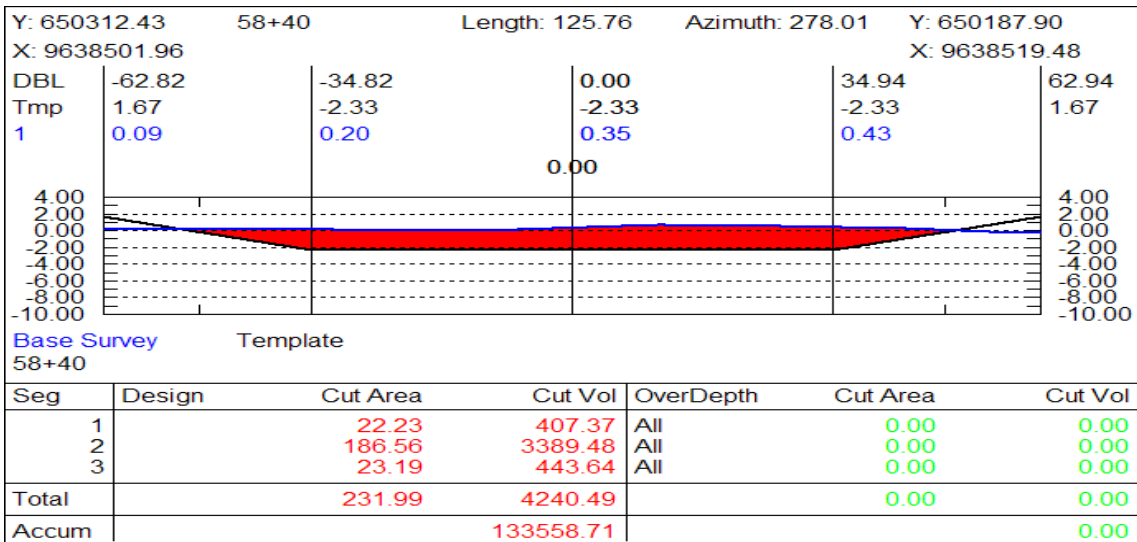 Y: 650312.43 58+40 Length: 125.76 Azimuth: 278.01 Y: 650187.90
X: 9638501.96 X: 9638519.48
DBL -62.82 -34.82 0.00 34.94 62.94
Tmp 1.67 -2.33 -2.33 -2.33 1.67
1 0.09 0.20 0.35 0.43
0.00
4.00 4.00
2.00 2.00
0.00 0.00
-2.00 -2.00
-4.00 -4.00
-6.00 -6.00
-8.00 -8.00
-10.00 -10.00
Base Survey Template
58+40
Seg Design Cut Area Cut Vol OverDepth Cut Area Cut Vol
1 22.23 407.37 All 0.00 0.00
2 186.56 3389.48 All 0.00 0.00
3 23.19 443.64 All 0.00 0.00
Total 231.99 4240.49 0.00 0.00
Accum 133558.71 0.00